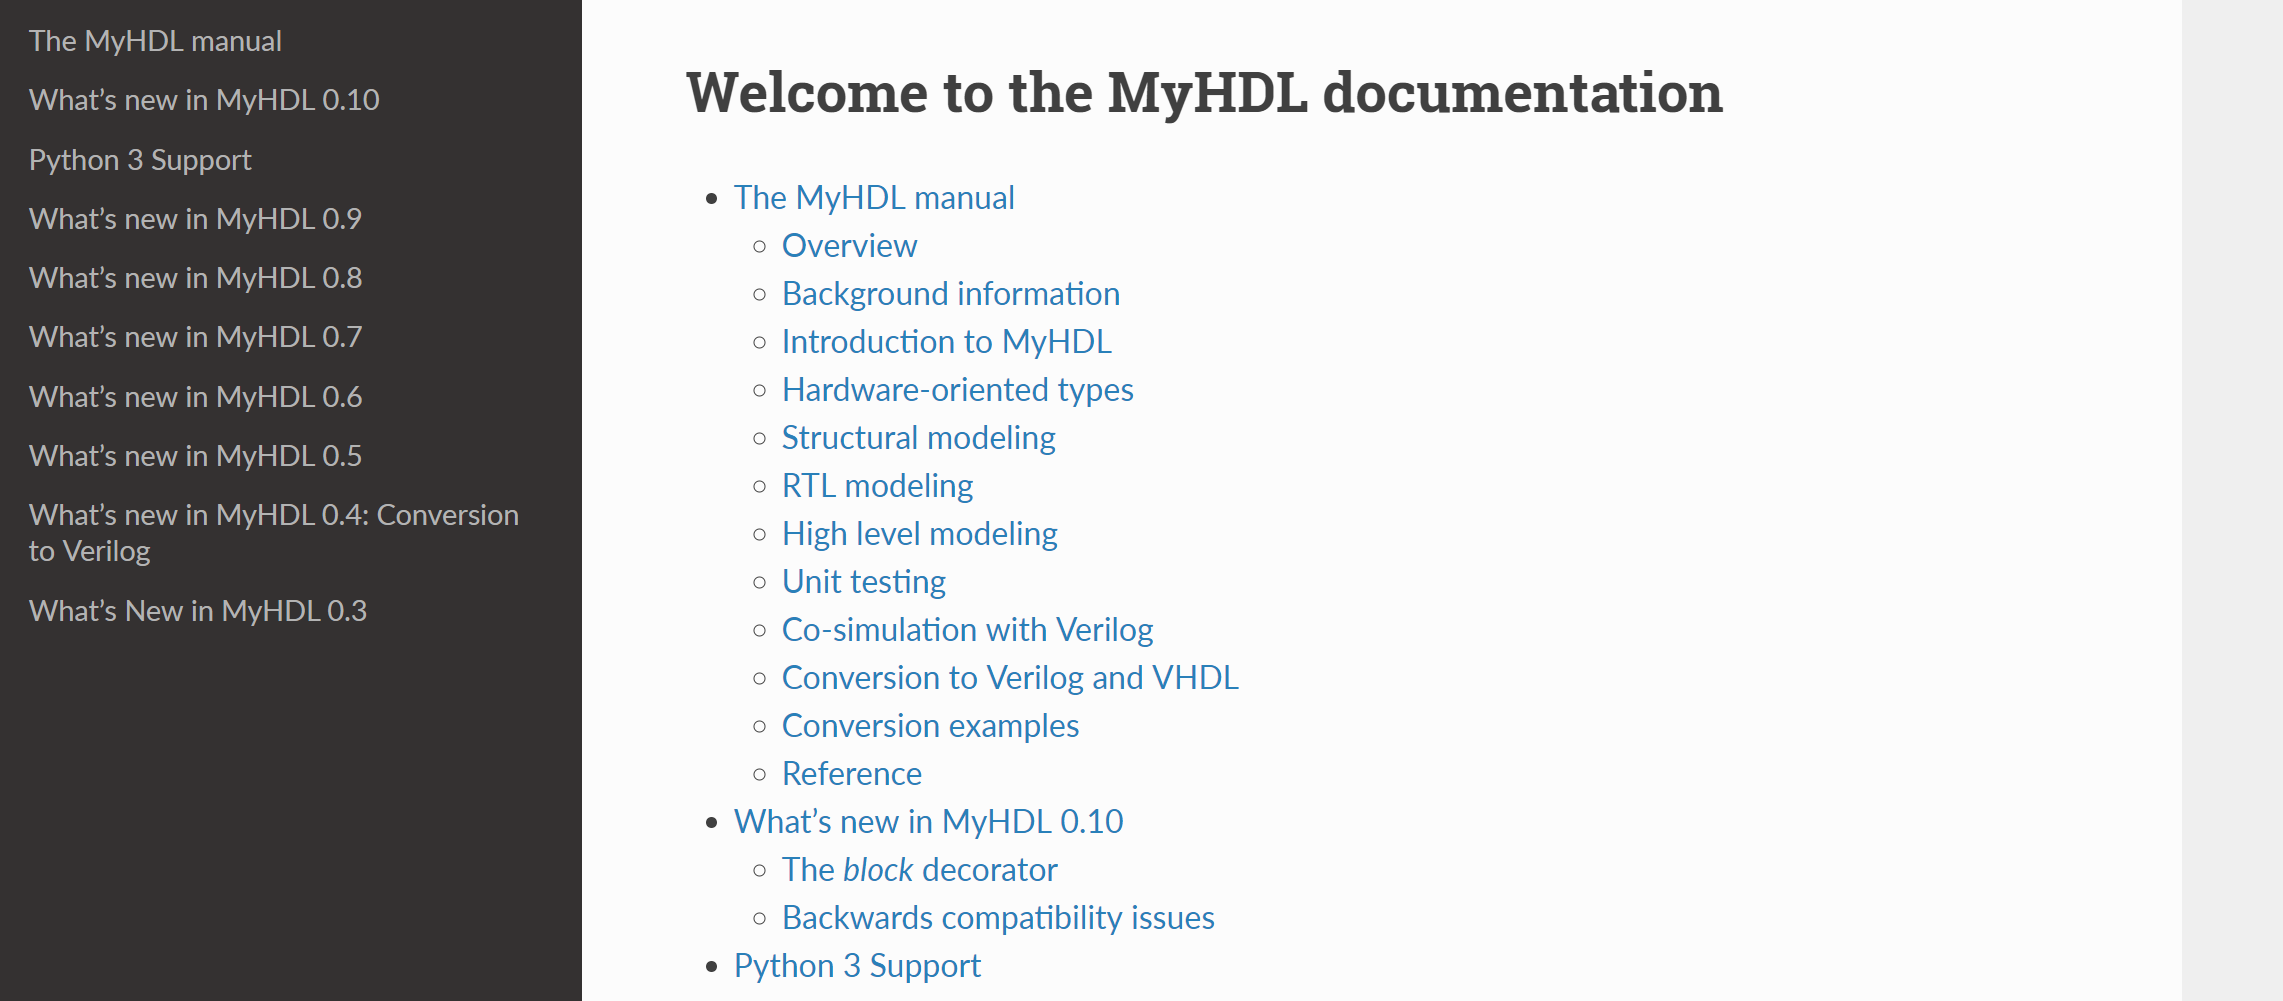 The MyHDL manual
What’s new in MyHDL 0.10
Python 3 Support
What’s new in MyHDL 0.9
What’s new in MyHDL 0.8
What’s new in MyHDL 0.7
What’s new in MyHDL 0.6
What’s new in MyHDL 0.5
What’s new in MyHDL 0.4: Conversion
to Verilog
What’s New in MyHDL 0.3
Welcome to the MyHDL documentation
The MyHDL manual
Overview
Background information
Introduction to MyHDL
Hardware-oriented types
Structural modeling
RTL modeling
High level modeling
Unit testing
Co-simulation with Verilog
Conversion to Verilog and VHDL
Conversion examples
Reference
What’s new in MyHDL 0.10
The block decorator
Backwards compatibility issues
Python 3 Support